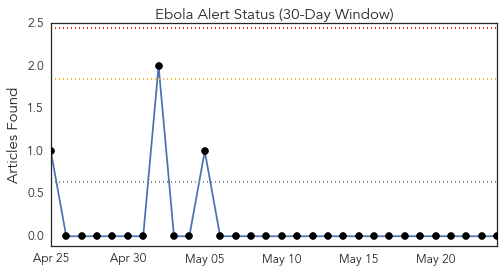 Ebola Alert Status (30-Day Window)
Articles Found
2.5
2.0
1.5
1.0
0.5
0.0
Apr 25
Apr 30
May 05
May 10
May 15
May 20